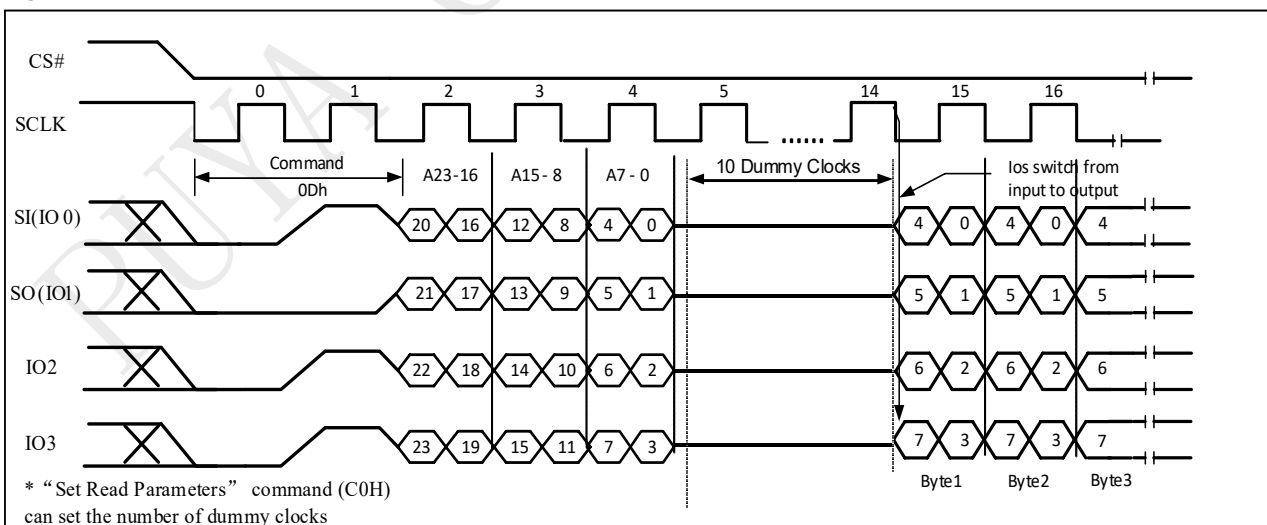 PUYA
CS#
0 1 2 3 4 5 14 15 16
SCLK
......
Command
0Dh
A23-16 A15-8 A7-0
10 Dummy Clocks
Ios switch from
input to output
SI(IO 0) 20 16 12 8 4 0 4 0 4 0 4
SO(IO1) 21 17 13 9 5 1 5 1 5 1 5
IO2 22 18 14 10 6 2 6 2 6 2 6
IO3 23 19 15 11 7 3 7 3 7 3 7
Byte1 Byte2 Byte3
* “Set Read Parameters” command (C0H)
can set the number of dummy clocks